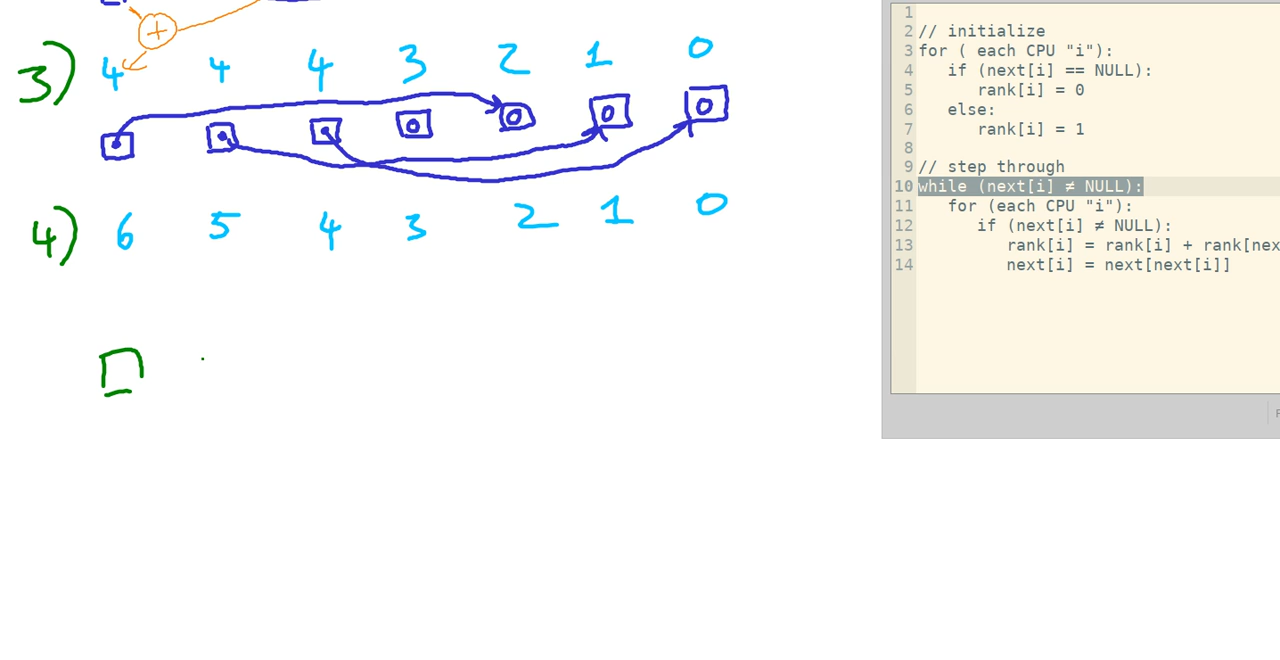 3) 4 4 4 3 2 1 0
0 0 0 0
4) 6 5 4 3 2 1 0
1
2 // initialize
3 for ( each CPU "i"):
4 if (next[i] == NULL):
5 rank[i] = 0
6 else:
7 rank[i] = 1
8
9 // step through
10 while (next[i] ≠ NULL):
11 for (each CPU "i"):
12 if (next[i] ≠ NULL):
13 rank[i] = rank[i] + rank[nex
14 next[i] = next[next[i]]